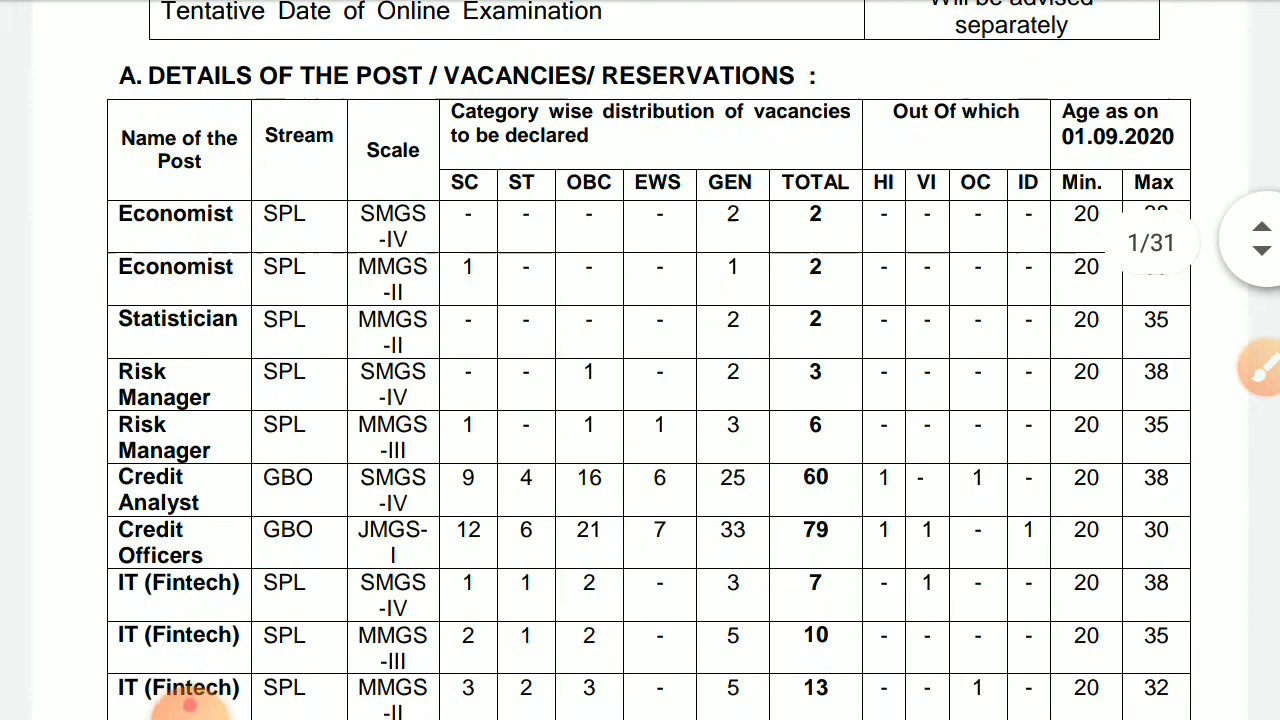 Tentative Date of Online Examination
separately
A. DETAILS OF THE POST / VACANCIES/ RESERVATIONS :
Name of the Post Stream Scale Category wise distribution of vacancies to be declared Out Of which Age as on 01.09.2020
SC ST OBC EWS GEN TOTAL HI VI OC ID Min. Max
Economist SPL SMGS -IV - - - - 2 2 - - - - 20
1/31
Economist SPL MMGS -II 1 - - - 1 2 - - - - 20
Statistician SPL MMGS -II - - - - 2 2 - - - - 20 35
Risk Manager SPL SMGS -IV - - 1 - 2 3 - - - - 20 38
Risk Manager SPL MMGS -III 1 - 1 1 3 6 - - - - 20 35
Credit Analyst GBO SMGS -IV 9 4 16 6 25 60 1 - 1 - 20 38
Credit Officers GBO JMGS- I 12 6 21 7 33 79 1 1 - 1 20 30
IT (Fintech) SPL SMGS -IV 1 1 2 - 3 7 - 1 - - 20 38
IT (Fintech) SPL MMGS -III 2 1 2 - 5 10 - - - - 20 35
IT (Fintech) SPL MMGS -II 3 2 3 - 5 13 - - 1 - 20 32